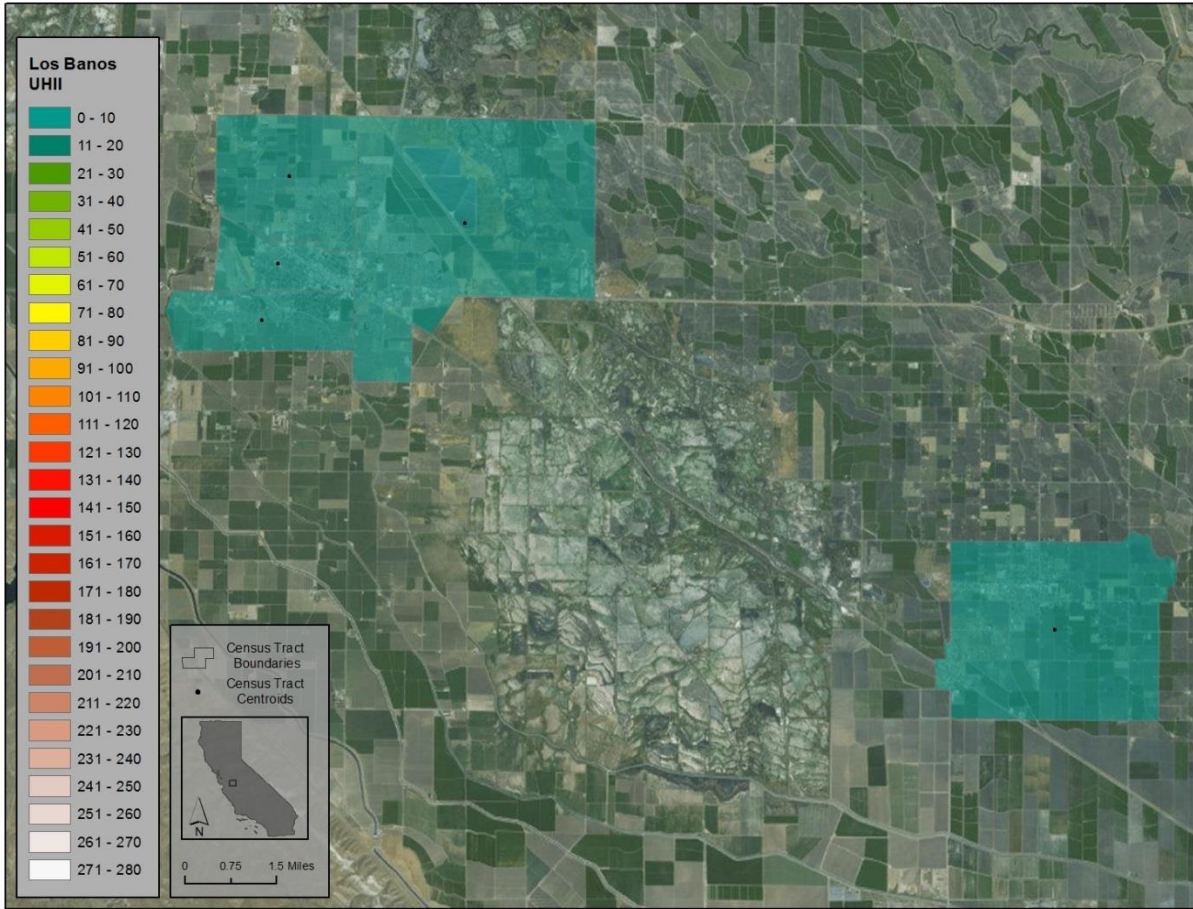 Los Banos
UHII
0 - 10
11 - 20
21 - 30
31 - 40
41 - 50
51 - 60
61 - 70
71 - 80
81 - 90
91 - 100
101 - 110
111 - 120
121 - 130
131 - 140
141 - 150
151 - 160
161 - 170
171 - 180
181 - 190
191 - 200
201 - 210
211 - 220
221 - 230
231 - 240
241 - 250
251 - 260
261 - 270
271 - 280
Census Tract
Boundaries
Census Tract
Centroids
N
0 0.75 1.5 Miles